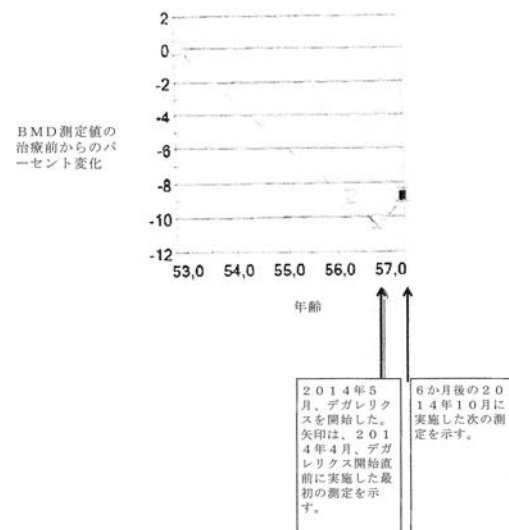 2
0
-2
-4
-6
-8
-10
-12
BMD測定値の
治療前からのパ
ーセント変化
53,0 54,0 55,0 56,0 57,0
年齢
2014年5
月、デガレリク
スを開始した。
矢印は、201
4年4月、デガ
レリクス開始直
前に実施した最
初の測定を示
す。
6か月後の20
14年10月に
実施した次の測
定を示す。